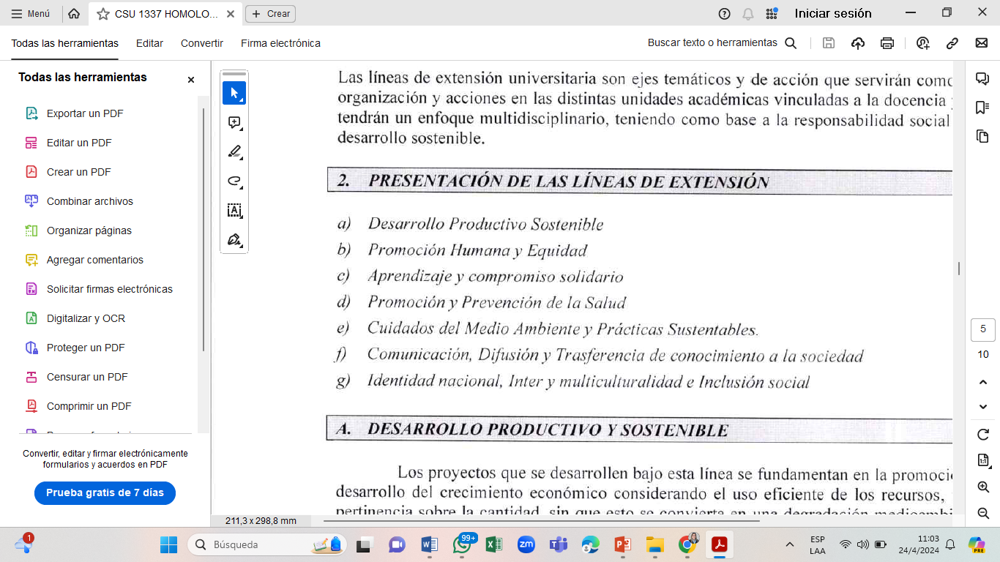 Menú
CSU 1337 HOMOLO...
Crear
Iniciar sesión
Todas las herramientas
Editar
Convertir
Firma electrónica
Buscar texto o herramientas
Todas las herramientas
Exportar un PDF
Editar un PDF
Crear un PDF
Combinar archivos
Organizar páginas
Agregar comentarios
Solicitar firmas electrónicas
Digitalizar y OCR
Proteger un PDF
Censurar un PDF
Comprimir un PDF
Convertir, editar y firmar electrónicamente
formularios y acuerdos en PDF
Prueba gratis de 7 días
Las líneas de extensión universitaria son ejes temáticos y de acción que servirán como
organización y acciones en las distintas unidades académicas vinculadas a la docencia
tendrán un enfoque multidisciplinario, teniendo como base a la responsabilidad social
desarrollo sostenible.
2. PRESENTACIÓN DE LAS LÍNEAS DE EXTENSIÓN
a) Desarrollo Productivo Sostenible
b) Promoción Humana y Equidad
c) Aprendizaje y compromiso solidario
d) Promoción y Prevención de la Salud
e) Cuidados del Medio Ambiente y Prácticas Sustentables.
f) Comunicación, Difusión y Trasferencia de conocimiento a la sociedad
g) Identidad nacional, Inter y multiculturalidad e Inclusión social
A. DESARROLLO PRODUCTIVO Y SOSTENIBLE
Los proyectos que se desarrollen bajo esta línea se fundamentan en la promoci
desarrollo del crecimiento económico considerando el uso eficiente de los recursos,
pertinencia sobre la cantidad, sin que esto se convierta en una degradación
5
10
1:1
211,3 x 298,8 mm
1
Búsqueda
99+
zm
ESP
LAA
11:03
24/4/2024
PRE